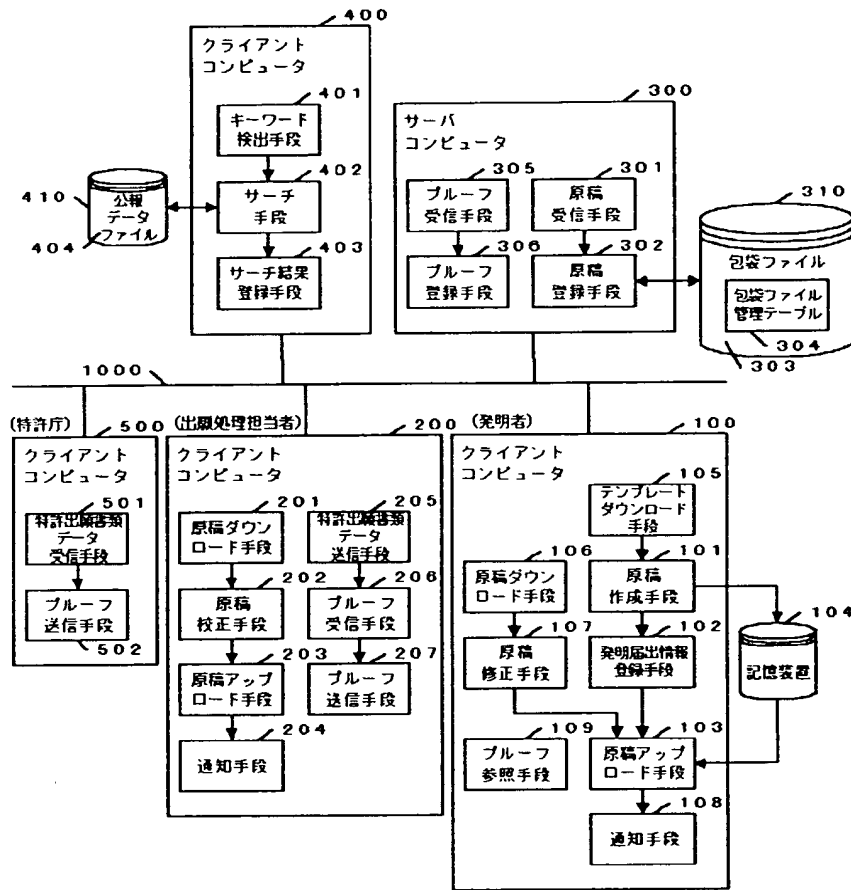 400
クライアント
コンピュータ
401
キーワード
検出手段
402
サーチ
手段
403
サーチ結果
登録手段
410
公報
データ
ファイル
404
300
サーバ
コンピュータ
305
プルーフ
受信手段
301
原稿
受信手段
306
プルーフ
登録手段
302
原稿
登録手段
310
包袋ファイル
包袋ファイル
管理テーブル
304
303
1000
(特許庁)
500
クライアント
コンピュータ
501
特許出願書類
データ
受信手段
プルーフ
送信手段
502
(出願処理担当者)
200
クライアント
コンピュータ
201
原稿ダウン
ロード手段
202
原稿
校正手段
203
原稿アップ
ロード手段
204
通知手段
205
特許出願書類
データ
送信手段
206
プルーフ
受信手段
207
プルーフ
送信手段
(発明者)
100
クライアント
コンピュータ
105
テンプレート
ダウンロード
手段
106
原稿ダウン
ロード手段
101
原稿
作成手段
107
原稿
修正手段
102
発明届出情報
登録手段
104
記憶装置
109
プルーフ
参照手段
103
原稿アップ
ロード手段
108
通知手段